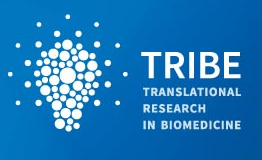 TRIBE
TRANSLATIONAL
RESEARCH
IN BIOMEDICINE